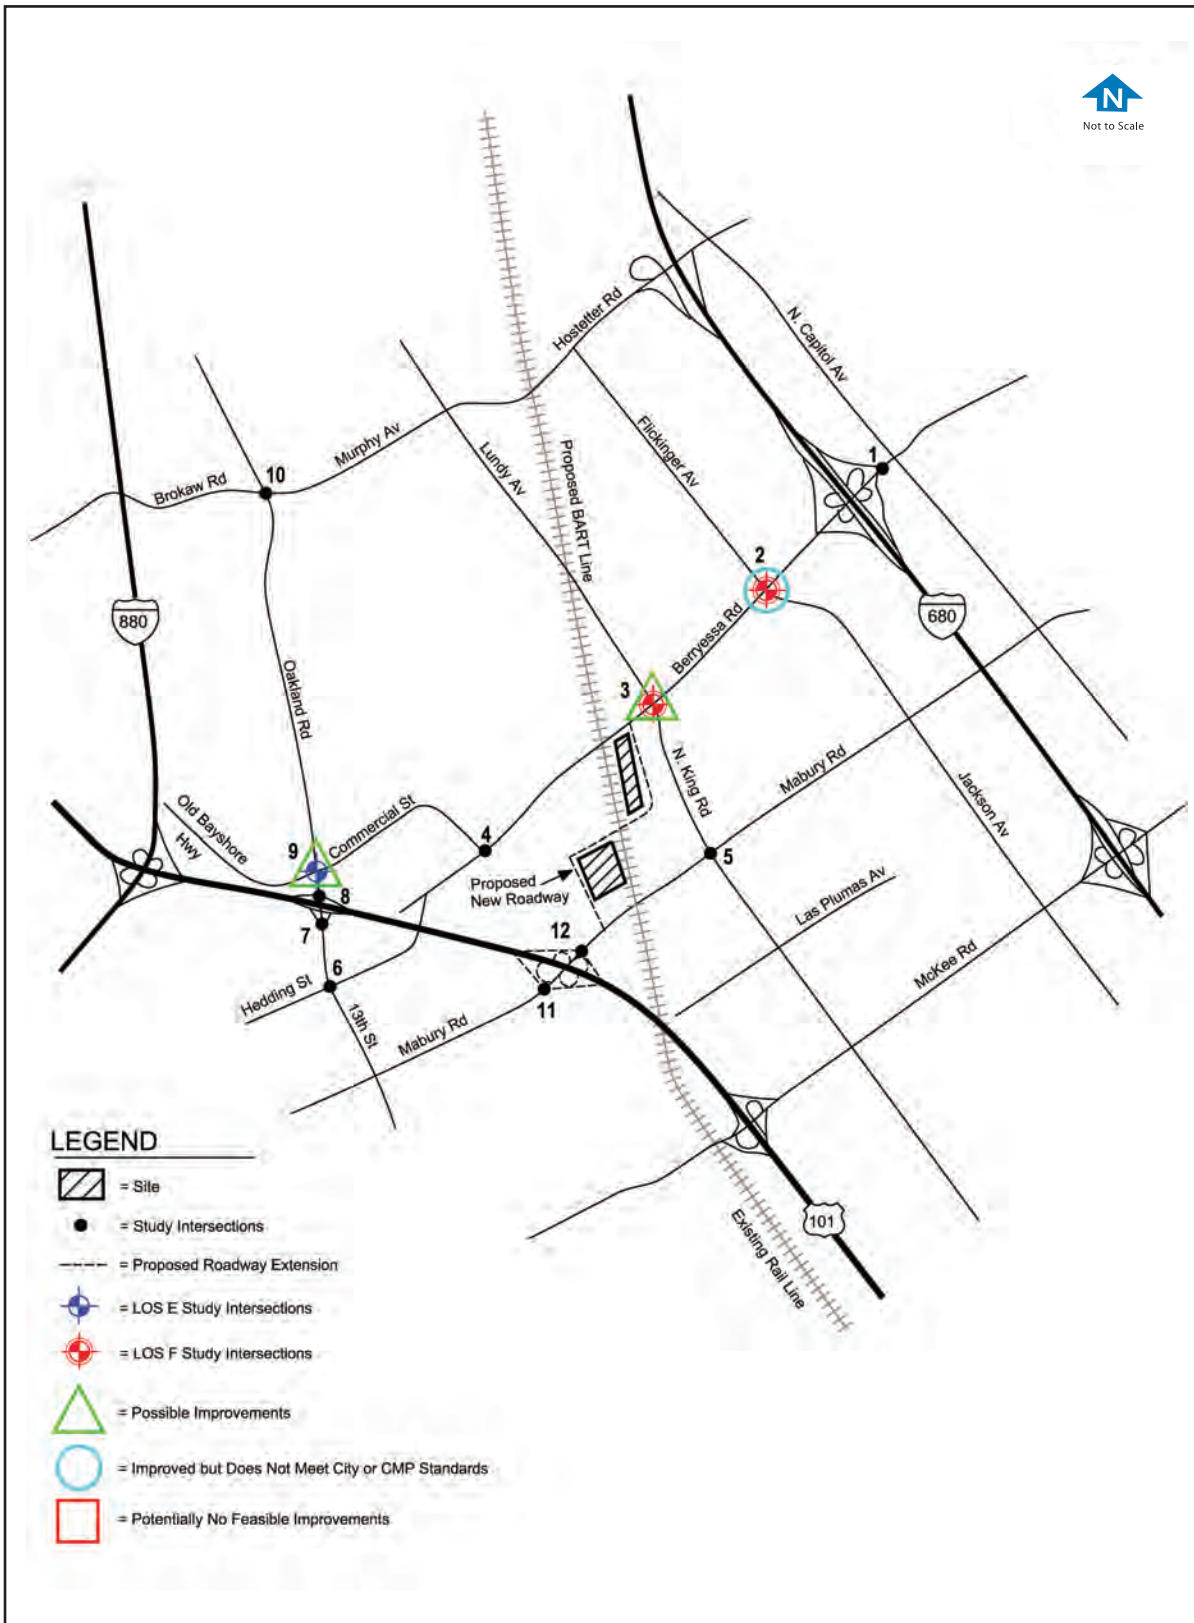 N
Not to Scale
Hostetter Rd
N. Capitol Av
Murphy Av
Lundy Av
Flickinger Av
Proposed BART Line
1
10
Brokaw Rd
2
880
680
Berryessa Rd
Oakland Rd
3
N. King Rd
Mabury Rd
Jackson Av
Old Bayshore
Hwy
Commercial St
9
4
5
Proposed
New Roadway
Las Plumas Av
8
7
12
McKee Rd
6
Hedding St
11
13th St
Mabury Rd
101
Existing Rail Line
LEGEND
= Site
= Study Intersections
= Proposed Roadway Extension
= LOS E Study Intersections
= LOS F Study Intersections
= Possible Improvements
= Improved but Does Not Meet City or CMP Standards
= Potentially No Feasible Improvements